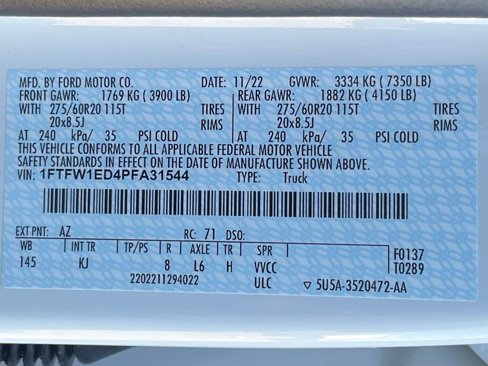 MFD. BY FORD MOTOR CO. DATE: 11/22 GVWR: 3334 KG ( 7350 LB)
FRONT GAWR: 1769 KG ( 3900 LB) REAR GAWR: 1882 KG ( 4150 LB)
WITH 275/60R20 115T TIRES WITH 275/60R20 115T TIRES
20x8.5J RIMS 20x8.5J RIMS
AT 240 kPa/ 35 PSI COLD AT 240 kPa/ 35 PSI COLD
THIS VEHICLE CONFORMS TO ALL APPLICABLE FEDERAL MOTOR VEHICLE
SAFETY STANDARDS IN EFFECT ON THE DATE OF MANUFACTURE SHOWN ABOVE.
VIN: 1FTFW1ED4PFA31544 TYPE: Truck
EXT PNT: AZ RC: 71 DSO:
WB INT TR TP/PS R AXLE TR SPR F0137
145 KJ 8 L6 H VVCC T0289
2202211294022 ULC ▽ 5U5A-3520472-AA